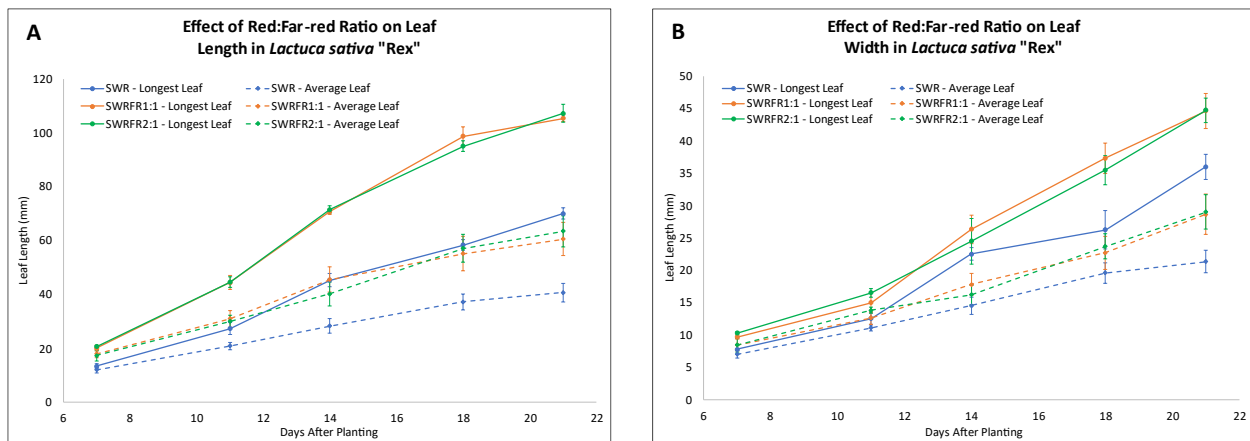 A
Effect of Red:Far-red Ratio on Leaf
Length in Lactuca sativa "Rex"
SWR - Longest Leaf
SWR - Average Leaf
SWRFR1:1 - Longest Leaf
SWRFR1:1 - Average Leaf
SWRFR2:1 - Longest Leaf
SWRFR2:1 - Average Leaf
Leaf Length (mm)
120
100
80
60
40
20
0
6 8 10 12 14 16 18 20 22
Days After Planting
B
Effect of Red:Far-red Ratio on Leaf
Width in Lactuca sativa "Rex"
SWR - Longest Leaf
SWR - Average Leaf
SWRFR1:1 - Longest Leaf
SWRFR1:1 - Average Leaf
SWRFR2:1 - Longest Leaf
SWRFR2:1 - Average Leaf
Leaf Length (mm)
50
45
40
35
30
25
20
15
10
5
0
6 8 10 12 14 16 18 20 22
Days After Planting